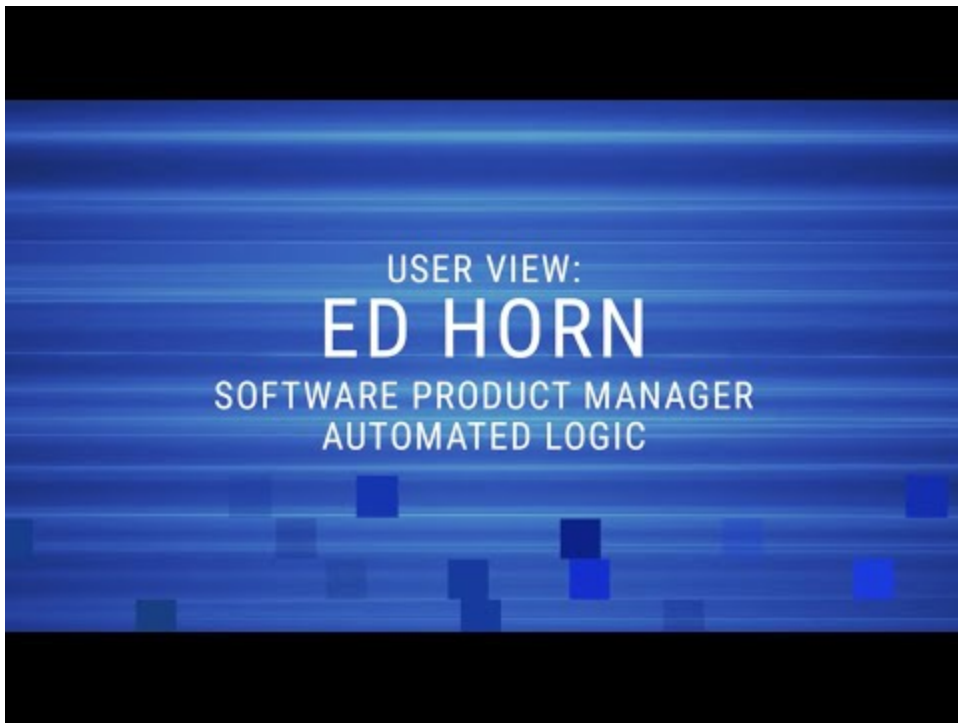 USER VIEW:
ED HORN
SOFTWARE PRODUCT MANAGER
AUTOMATED LOGIC